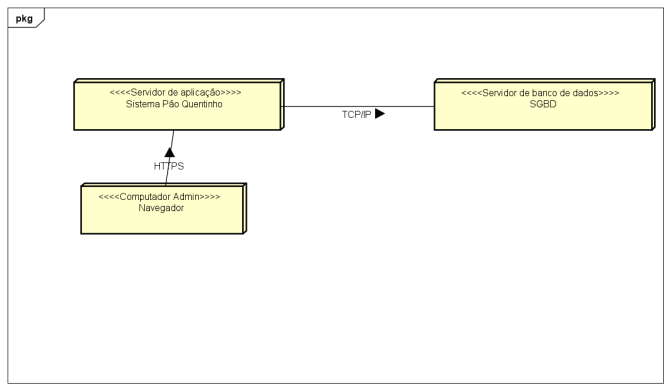 pkg
<<<<Servidor de aplicação>>>>
Sistema Pão Quentinho
<<<<Servidor de banco de dados>>>>
SGBD
TCP/IP
HTTPS
<<<<Computador Admin>>>>
Navegador